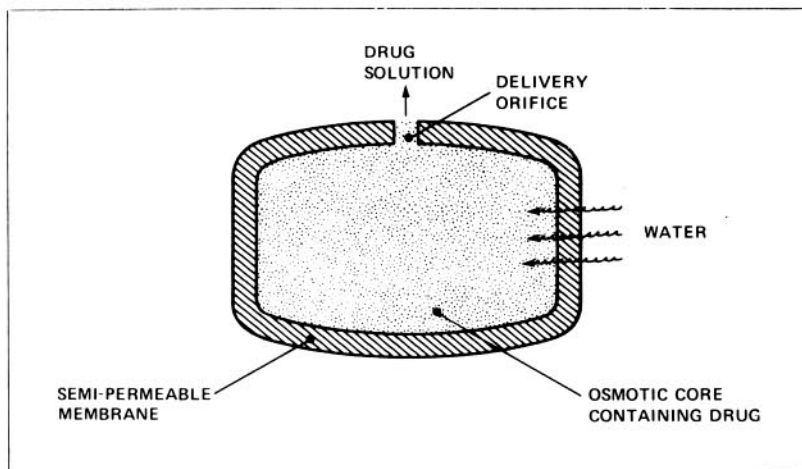 DRUG
SOLUTION
DELIVERY
ORIFICE
WATER
SEMI-PERMEABLE
MEMBRANE
OSMOTIC CORE
CONTAINING DRUG